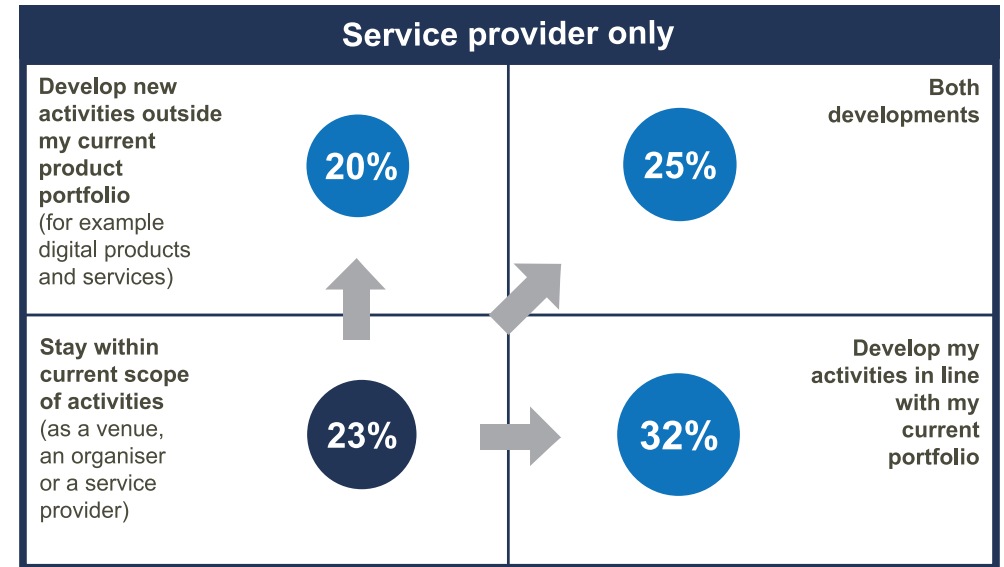 Service provider only
Develop new
activities outside
my current
product
portfolio
(for example
digital products
and services)
20%
Both
developments
25%
Stay within
current scope
of activities
(as a venue,
an organiser
or a service
provider)
23%
Develop my
activities in line
with my
current
portfolio
32%